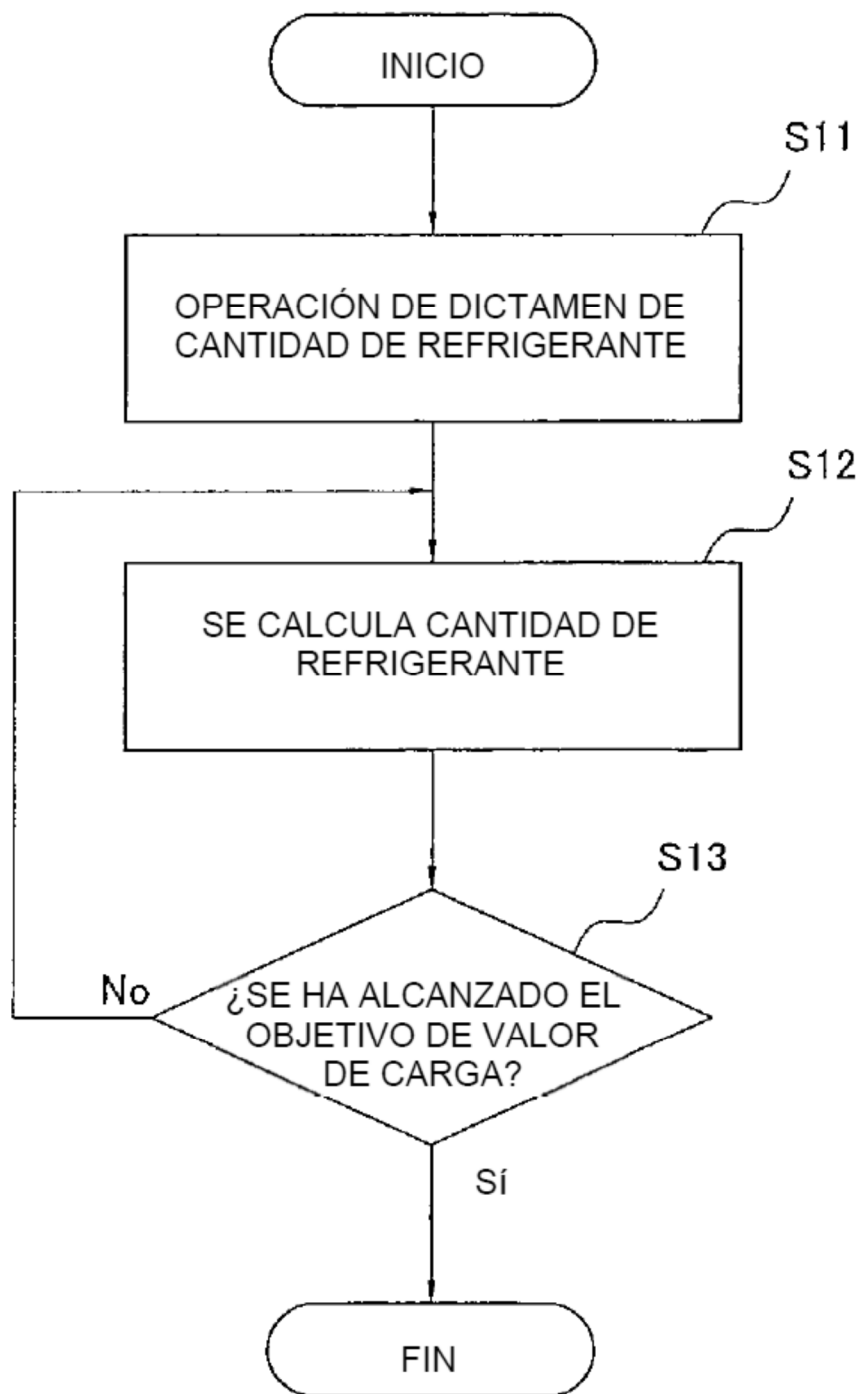 INICIO
S11
OPERACIÓN DE DICTAMEN DE
CANTIDAD DE REFRIGERANTE
S12
SE CALCULA CANTIDAD DE
REFRIGERANTE
S13
No
¿SE HA ALCANZADO EL
OBJETIVO DE VALOR
DE CARGA?
Sí
FIN